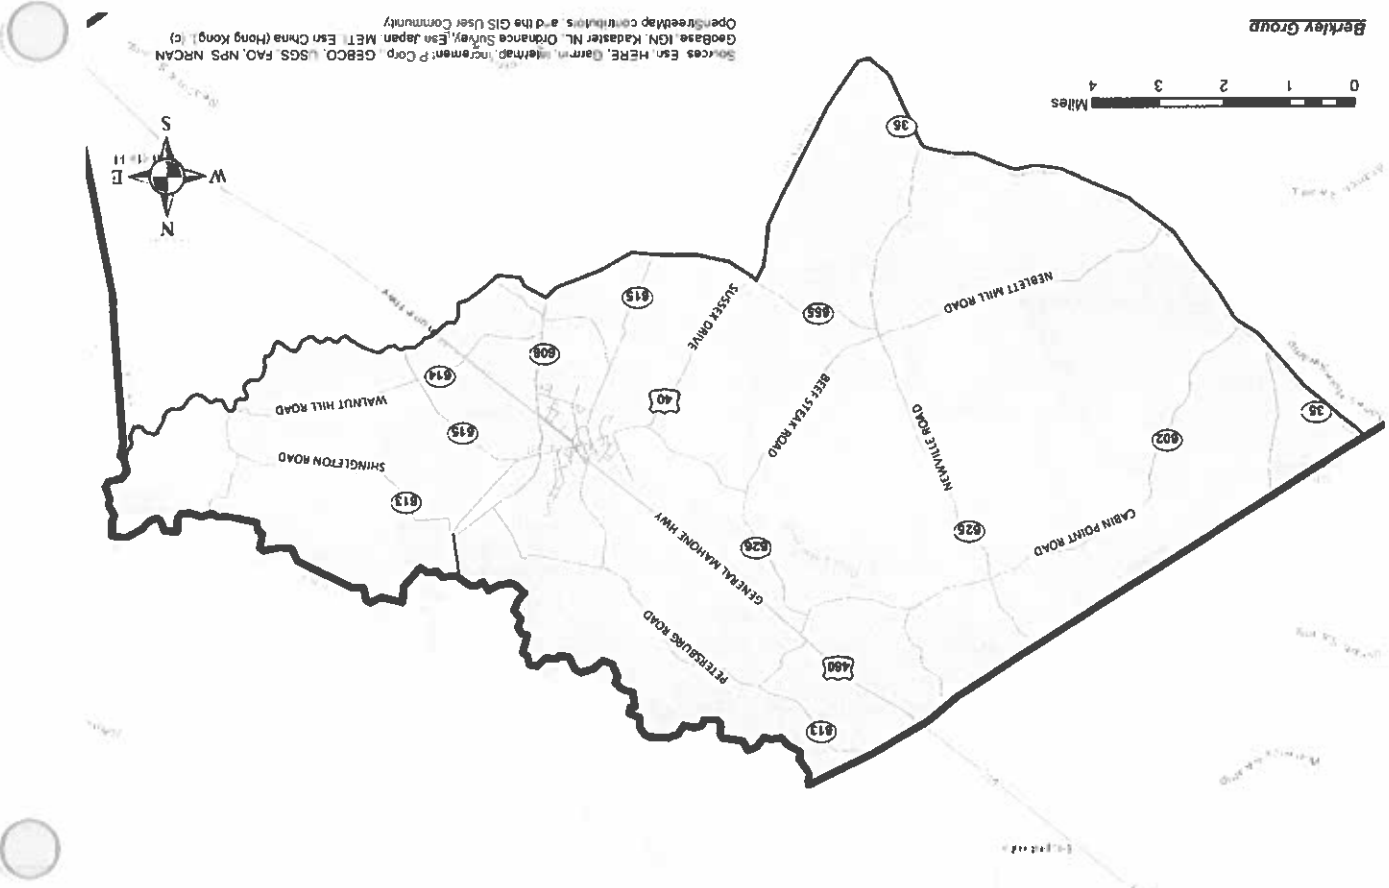 613
460
PETERSBURG ROAD
GENERAL MAHONE HWY
626
CABIN POINT ROAD
625
613
SHINGLETON ROAD
NEWVILLE ROAD
602
615
BEEF STEAK ROAD
35
WALNUT HILL ROAD
40
614
608
SUSSEX DRIVE
655
NEBLETT MILL ROAD
615
N
W E
S
35
0 1 2 3 4
Miles
Berkley Group
Sources: Esri, HERE, Garmin, Intermap, increment P Corp., GEBCO, USGS, FAO, NPS, NRCAN,
GeoBase, IGN, Kadaster NL, Ordnance Survey, Esri Japan, METI, Esri China (Hong Kong), (c)
OpenStreetMap contributors, and the GIS User Community